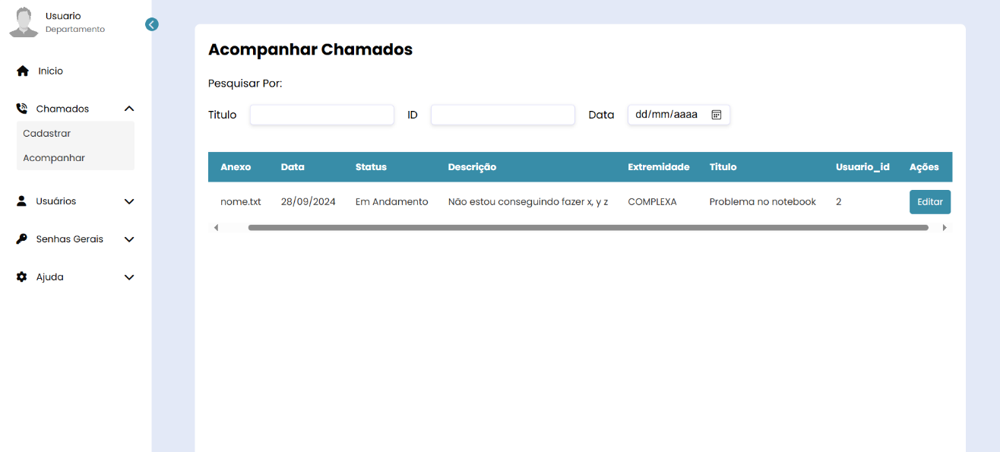 Usuario
Departamento
Inicio
Chamados
Cadastrar
Acompanhar
Usuários
Senhas Gerais
Ajuda
Acompanhar Chamados
Pesquisar Por:
Titulo ID Data dd/mm/aaaa
Anexo Data Status Descrição Extremidade Titulo Usuario_id Ações
nome.txt 28/09/2024 Em Andamento Não estou conseguindo fazer x, y z COMPLEXA Problema no notebook 2 Editar